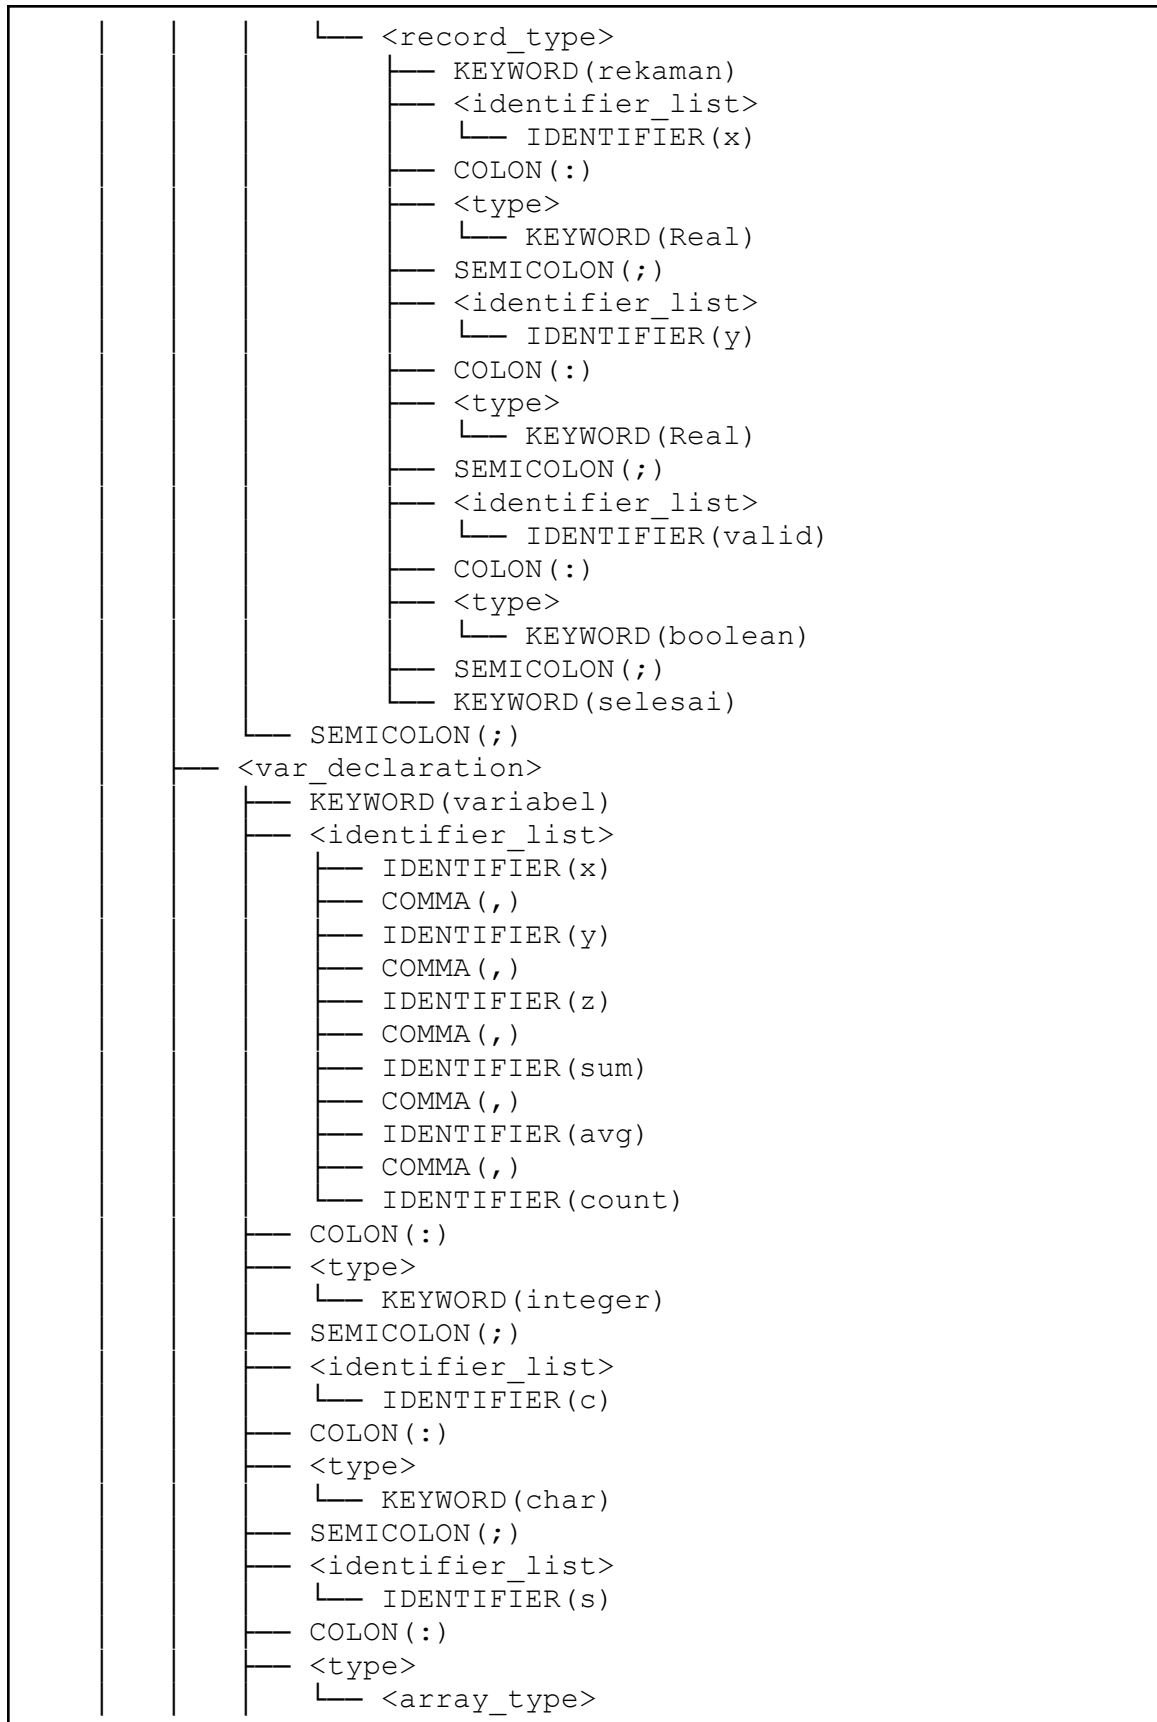 │   │   │   └── <record_type>
│   │   │       ├── KEYWORD(rekaman)
│   │   │       ├── <identifier_list>
│   │   │       │   └── IDENTIFIER(x)
│   │   │       ├── COLON(:)
│   │   │       ├── <type>
│   │   │       │   └── KEYWORD(Real)
│   │   │       ├── SEMICOLON(;)
│   │   │       ├── <identifier_list>
│   │   │       │   └── IDENTIFIER(y)
│   │   │       ├── COLON(:)
│   │   │       ├── <type>
│   │   │       │   └── KEYWORD(Real)
│   │   │       ├── SEMICOLON(;)
│   │   │       ├── <identifier_list>
│   │   │       │   └── IDENTIFIER(valid)
│   │   │       ├── COLON(:)
│   │   │       ├── <type>
│   │   │       │   └── KEYWORD(boolean)
│   │   │       ├── SEMICOLON(;)
│   │   │       └── KEYWORD(selesai)
│   │   └── SEMICOLON(;)
│   ├── <var_declaration>
│   │   ├── KEYWORD(variabel)
│   │   ├── <identifier_list>
│   │   │   ├── IDENTIFIER(x)
│   │   │   ├── COMMA(,)
│   │   │   ├── IDENTIFIER(y)
│   │   │   ├── COMMA(,)
│   │   │   ├── IDENTIFIER(z)
│   │   │   ├── COMMA(,)
│   │   │   ├── IDENTIFIER(sum)
│   │   │   ├── COMMA(,)
│   │   │   ├── IDENTIFIER(avg)
│   │   │   ├── COMMA(,)
│   │   │   └── IDENTIFIER(count)
│   │   ├── COLON(:)
│   │   ├── <type>
│   │   │   └── KEYWORD(integer)
│   │   ├── SEMICOLON(;)
│   │   ├── <identifier_list>
│   │   │   └── IDENTIFIER(c)
│   │   ├── COLON(:)
│   │   ├── <type>
│   │   │   └── KEYWORD(char)
│   │   ├── SEMICOLON(;)
│   │   ├── <identifier_list>
│   │   │   └── IDENTIFIER(s)
│   │   ├── COLON(:)
│   │   ├── <type>
│   │   │   └── <array_type>